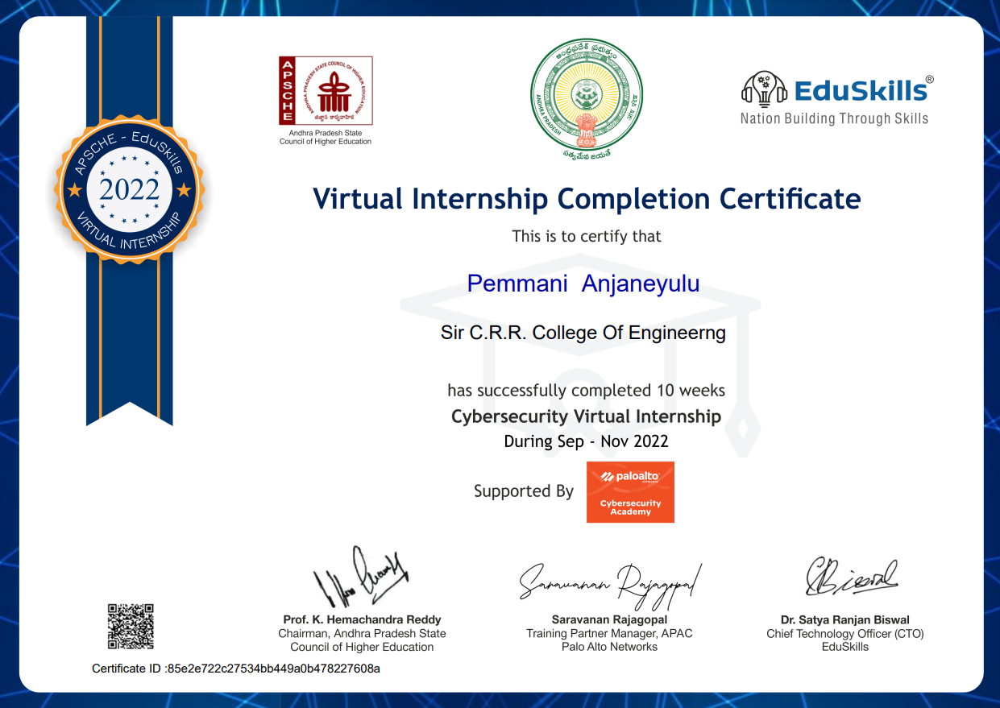 APSCHE
ANDHRA PRADESH STATE COUNCIL OF HIGHER EDUCATION
Andhra Pradesh State
Council of Higher Education
ఆంధ్రప్రదేశ్ ప్రభుత్వం
ANDHRA PRADESH
సత్యమేవ జయతే
EduSkills®
Nation Building Through Skills
APSCHE - EduSkills
2022
VIRTUAL INTERNSHIP
Virtual Internship Completion Certificate
This is to certify that
Pemmani Anjaneyulu
Sir C.R.R. College Of Engineerng
has successfully completed 10 weeks
Cybersecurity Virtual Internship
During Sep - Nov 2022
Supported By
paloalto
NETWORKS
Cybersecurity
Academy
Saravanan Rajagopal
Prof. K. Hemachandra Reddy
Chairman, Andhra Pradesh State
Council of Higher Education
Saravanan Rajagopal
Training Partner Manager, APAC
Palo Alto Networks
Dr. Satya Ranjan Biswal
Chief Technology Officer (CTO)
EduSkills
Certificate ID :85e2e722c27534bb449a0b478227608a